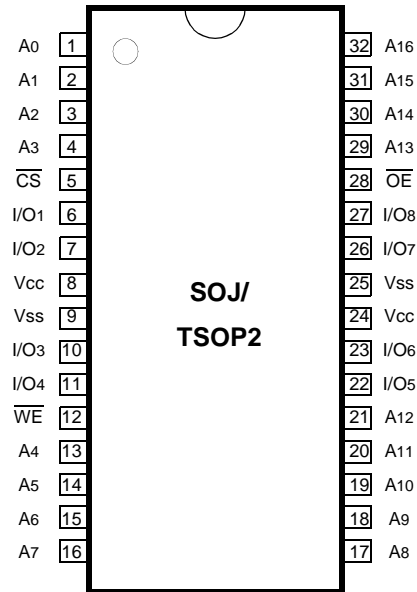 A0 1 32 A16
A1 2 31 A15
A2 3 30 A14
A3 4 29 A13
C̅S̅ 5 28 O̅E̅
I/O1 6 27 I/O8
I/O2 7 26 I/O7
Vcc 8 25 Vss
SOJ/
TSOP2
Vss 9 24 Vcc
I/O3 10 23 I/O6
I/O4 11 22 I/O5
W̅E̅ 12 21 A12
A4 13 20 A11
A5 14 19 A10
A6 15 18 A9
A7 16 17 A8